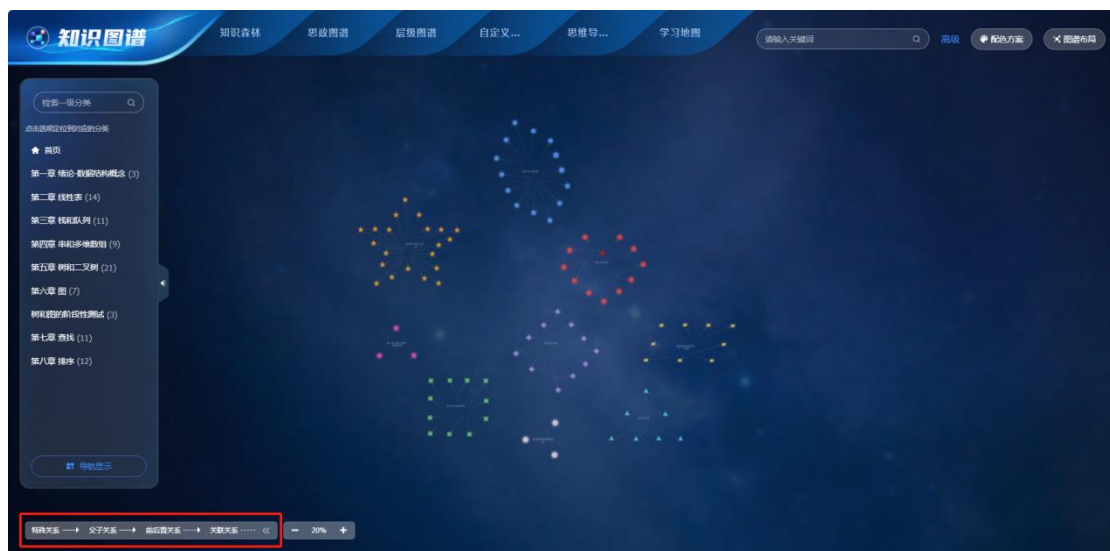 知识图谱
知识森林
思政图谱
层级图谱
自定义...
思维导...
学习地图
请输入关键词
高级
配色方案
图谱布局
检索一级分类
点击选项定位到对应的分类
首页
第一章 绪论-数据结构概念 (3)
第二章 线性表 (14)
第三章 栈和队列 (11)
第四章 串和多维数组 (9)
第五章 树和二叉树 (21)
第六章 图 (7)
树和图的阶段性测试 (3)
第七章 查找 (11)
第八章 排序 (12)
导航显示
特殊关系
父子关系
前后置关系
关联关系
20%